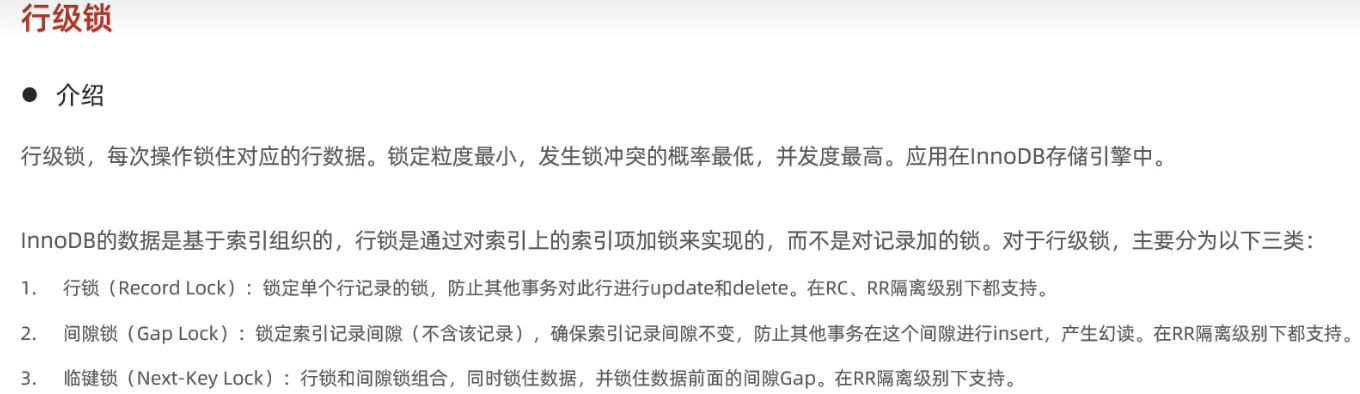 行级锁
● 介绍
行级锁，每次操作锁住对应的行数据。锁定粒度最小，发生锁冲突的概率最低，并发度最高。应用在InnoDB存储引擎中。
InnoDB的数据是基于索引组织的，行锁是通过对索引上的索引项加锁来实现的，而不是对记录加的锁。对于行级锁，主要分为以下三类：
1. 行锁（Record Lock）：锁定单个行记录的锁，防止其他事务对此行进行update和delete。在RC、RR隔离级别下都支持。
2. 间隙锁（Gap Lock）：锁定索引记录间隙（不含该记录），确保索引记录间隙不变，防止其他事务在这个间隙进行insert，产生幻读。在RR隔离级别下都支持。
3. 临键锁（Next-Key Lock）：行锁和间隙锁组合，同时锁住数据，并锁住数据前面的间隙Gap。在RR隔离级别下支持。